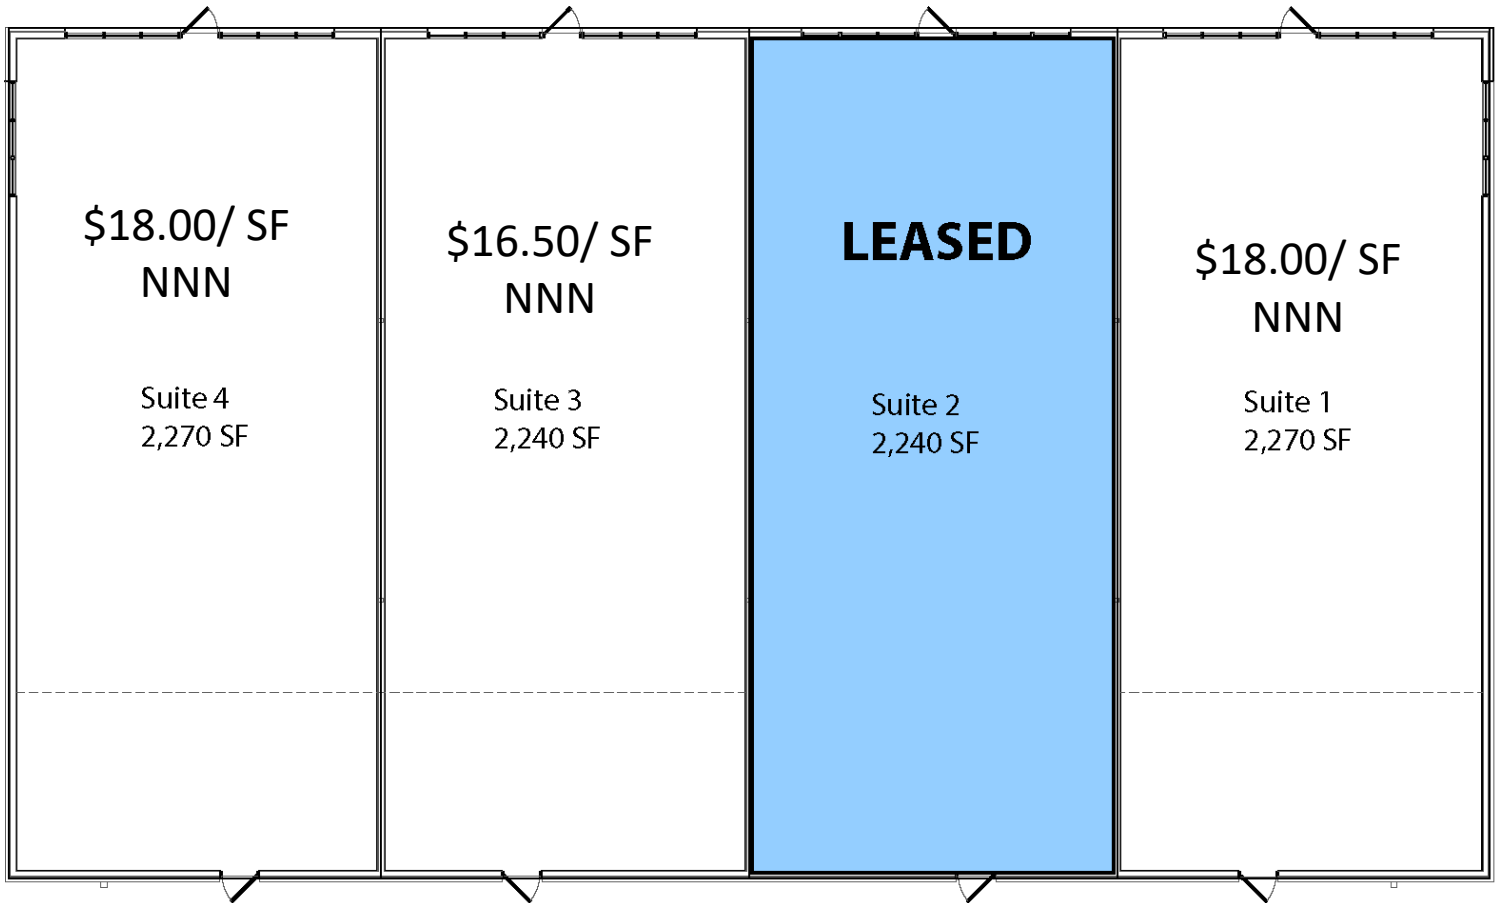 $18.00/ SF
NNN
Suite 4
2,270 SF
$16.50/ SF
NNN
Suite 3
2,240 SF
LEASED
Suite 2
2,240 SF
$18.00/ SF
NNN
Suite 1
2,270 SF